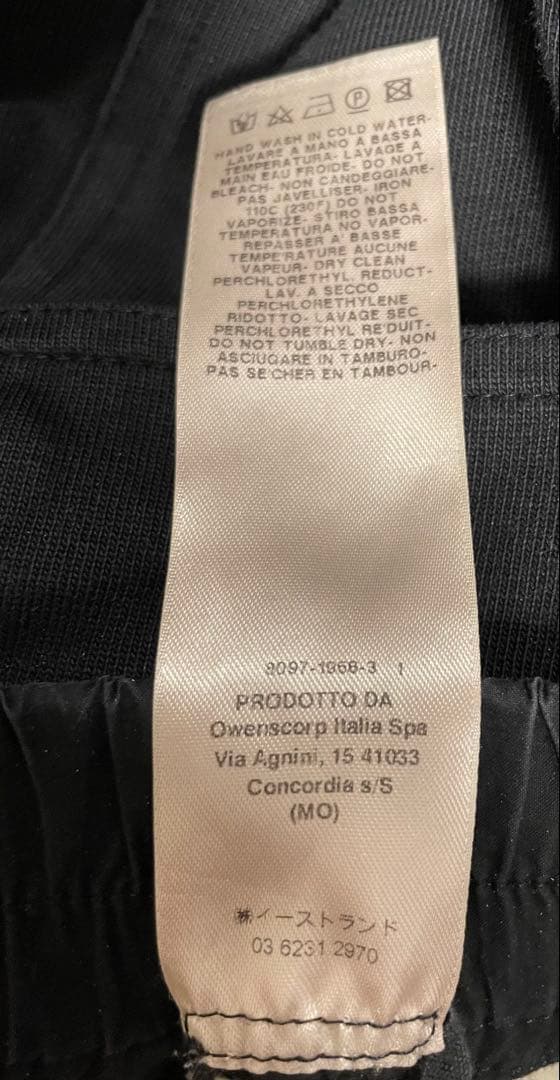 HAND WASH IN COLD WATER-
LAVARE A MANO A BASSA
TEMPERATURA- LAVAGE A
MAIN EAU FROIDE- DO NOT
BLEACH- NON CANDEGGIARE-
PAS JAVELLISER- IRON
110C (230F) DO NOT
VAPORIZE- STIRO BASSA
TEMPERATURA NO VAPOR-
REPASSER A' BASSE
TEMPE'RATURE AUCUNE
VAPEUR- DRY CLEAN
PERCHLORETHYL. REDUCT-
LAV. A SECCO
PERCHLORETHYLENE
RIDOTTO- LAVAGE SEC
PERCHLORETHYL RE'DUIT-
DO NOT TUMBLE DRY- NON
ASCIUGARE IN TAMBURO-
PAS SE'CHER EN TAMBOUR-
9097-1968-3 1
PRODOTTO DA
Owenscorp Italia Spa
Via Agnini, 15 41033
Concordia s/S
(MO)
㈱イーストランド
03 6231 2970